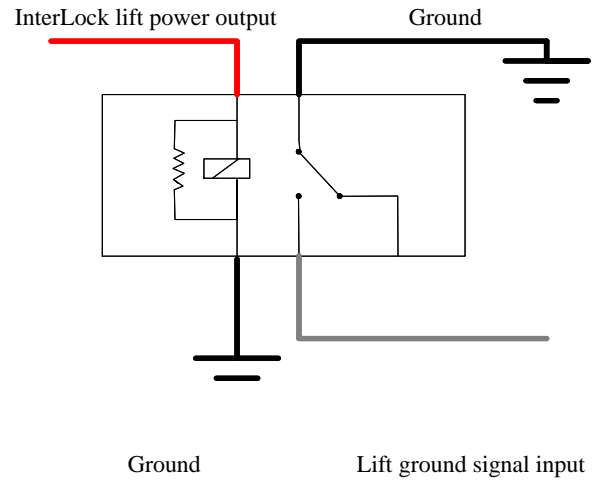 InterLock lift power output
Ground
Ground
Lift ground signal input